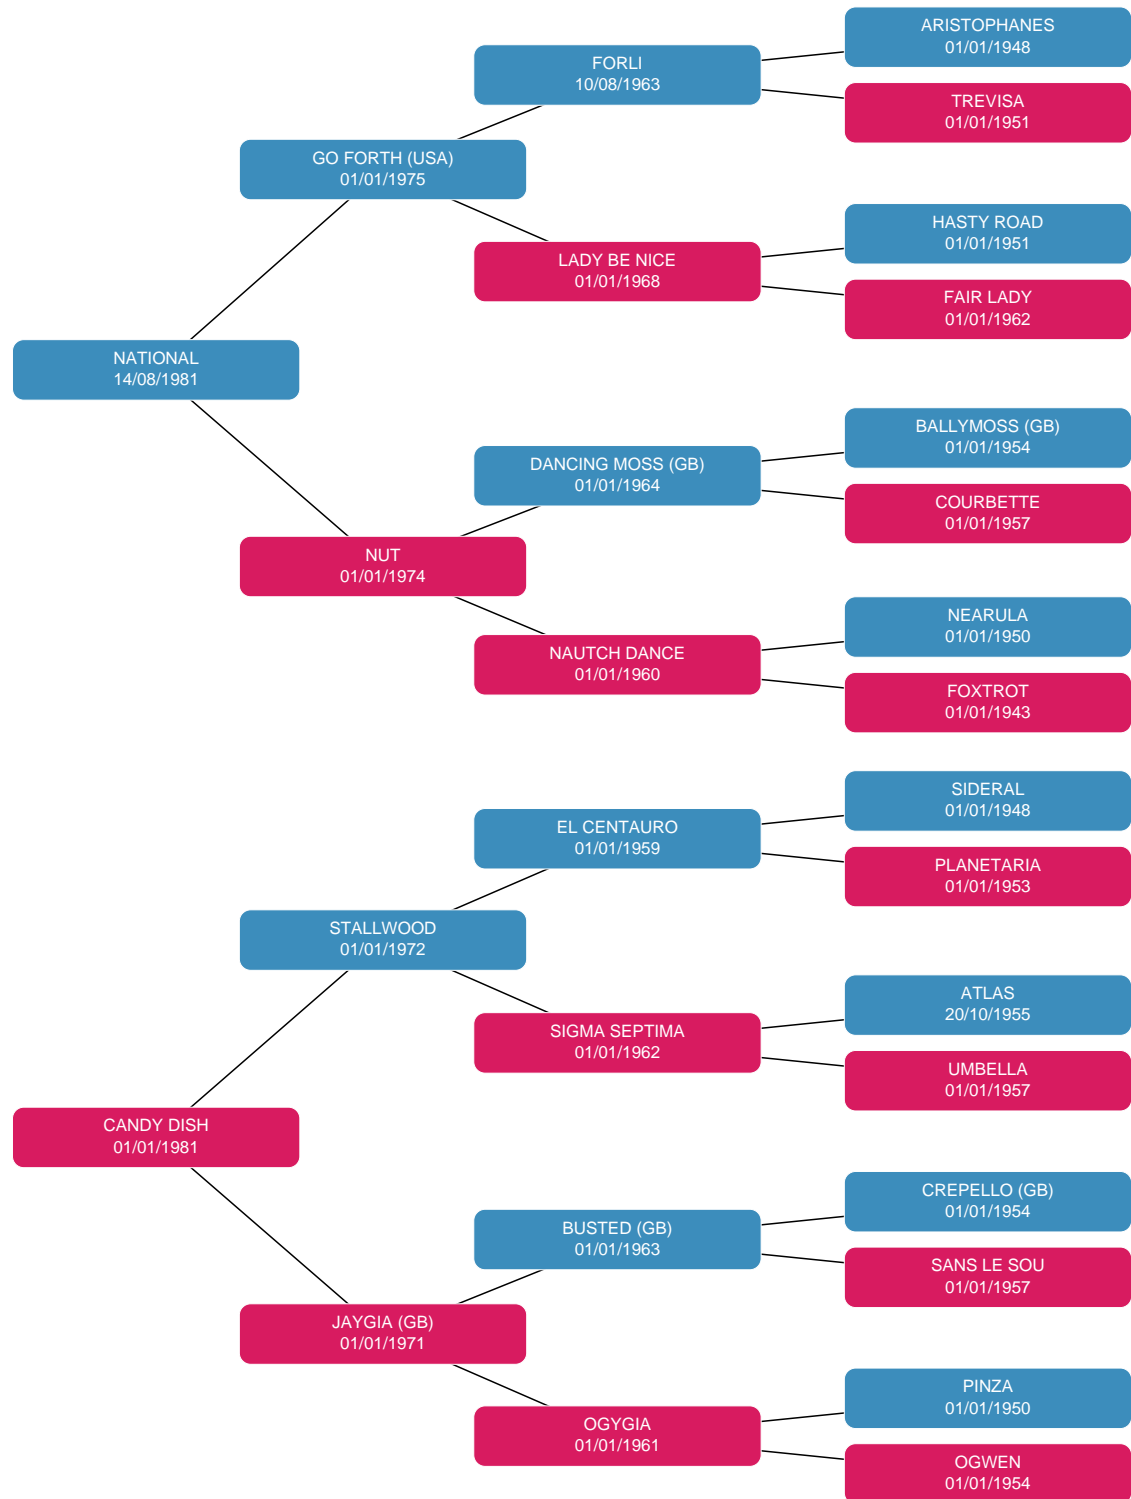 ARISTOPHANES
01/01/1948
FORLI
10/08/1963
TREVISA
01/01/1951
GO FORTH (USA)
01/01/1975
HASTY ROAD
01/01/1951
LADY BE NICE
01/01/1968
FAIR LADY
01/01/1962
NATIONAL
14/08/1981
BALLYMOSS (GB)
01/01/1954
DANCING MOSS (GB)
01/01/1964
COURBETTE
01/01/1957
NUT
01/01/1974
NEARULA
01/01/1950
NAUTCH DANCE
01/01/1960
FOXTROT
01/01/1943
SIDERAL
01/01/1948
EL CENTAURO
01/01/1959
PLANETARIA
01/01/1953
STALLWOOD
01/01/1972
ATLAS
20/10/1955
SIGMA SEPTIMA
01/01/1962
UMBELLA
01/01/1957
CANDY DISH
01/01/1981
CREPELLO (GB)
01/01/1954
BUSTED (GB)
01/01/1963
SANS LE SOU
01/01/1957
JAYGIA (GB)
01/01/1971
PINZA
01/01/1950
OGYGIA
01/01/1961
OGWEN
01/01/1954